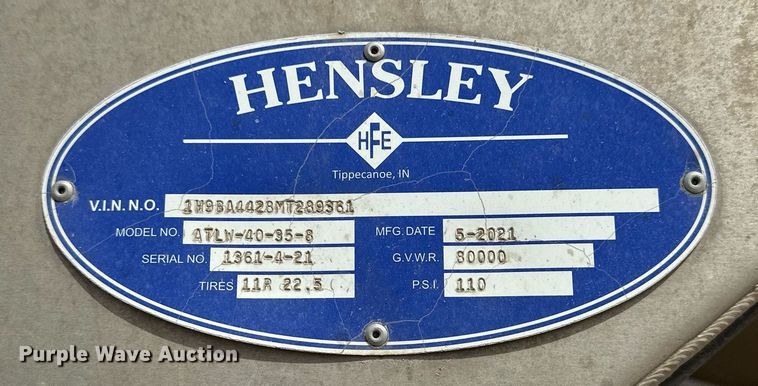 HENSLEY
HFE
Tippecanoe, IN
V.I.N. NO. 1H9BA4428MT289361
MODEL NO. ATLW-40-35-8 MFG. DATE 5-2021
SERIAL NO. 1361-4-21 G.V.W.R. 80000
TIRES 11R 22.5 P.S.I. 110
Purple Wave Auction